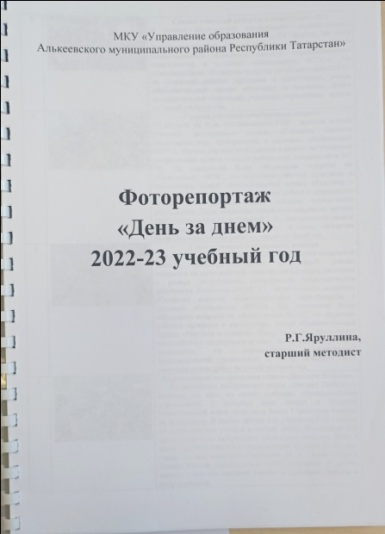 МКУ «Управление образования
Алькеевского муниципального района Республики Татарстан»
Фоторепортаж
«День за днем»
2022-23 учебный год
Р.Г.Яруллина,
старший методист